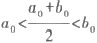 a₀ < (a₀ + b₀)/2 < b₀